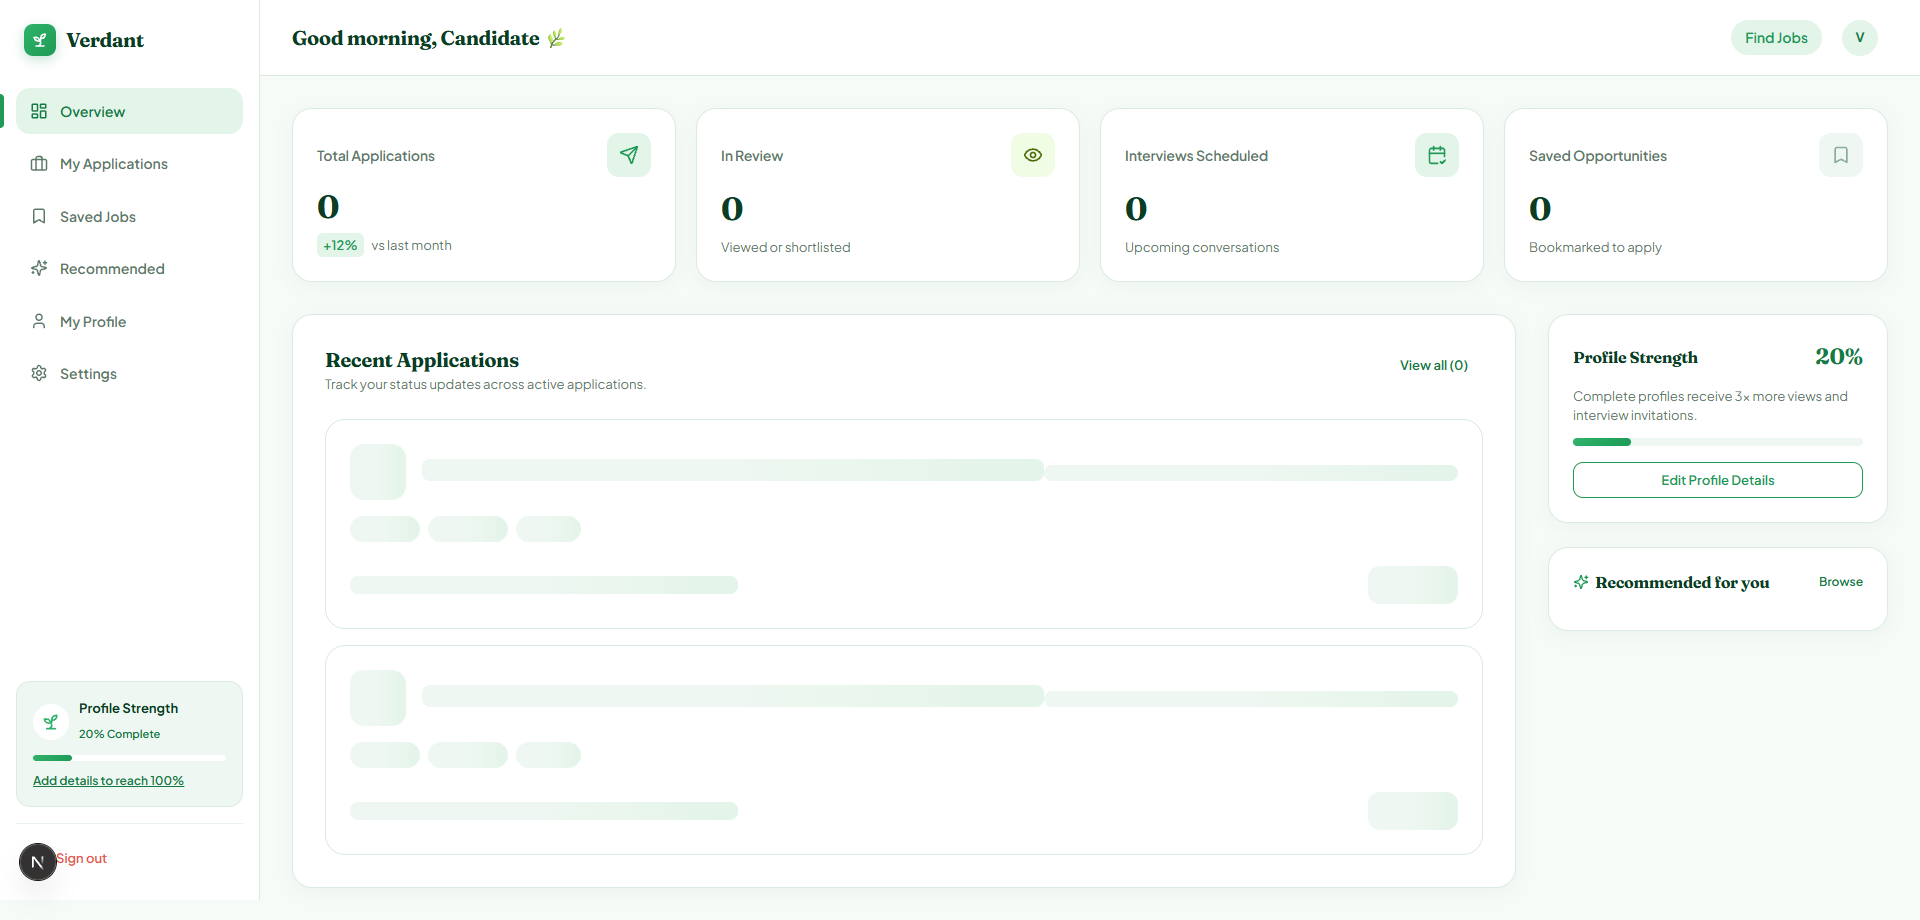 Verdant
Overview
My Applications
Saved Jobs
Recommended
My Profile
Settings
Profile Strength
20% Complete
Add details to reach 100%
N
Sign out
Good morning, Candidate
Find Jobs
V
Total Applications
0
+12% vs last month
In Review
0
Viewed or shortlisted
Interviews Scheduled
0
Upcoming conversations
Saved Opportunities
0
Bookmarked to apply
Recent Applications
Track your status updates across active applications.
View all (0)
Profile Strength
20%
Complete profiles receive 3x more views and
interview invitations.
Edit Profile Details
Recommended for you
Browse